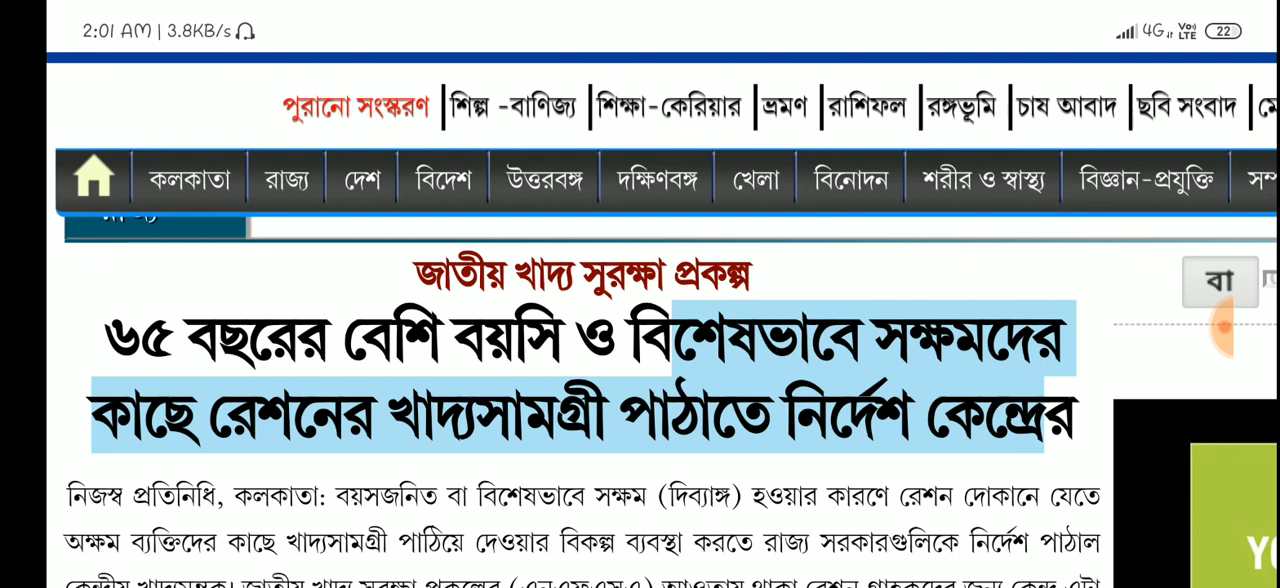 2:01 AM | 3.8KB/s 4G VoLTE 22
পুরানো সংস্করণ শিল্প -বাণিজ্য শিক্ষা-কেরিয়ার ভ্রমণ রাশিফল রঙ্গভূমি চাষ আবাদ ছবি সংবাদ
কলকাতা রাজ্য দেশ বিদেশ উত্তরবঙ্গ দক্ষিণবঙ্গ খেলা বিনোদন শরীর ও স্বাস্থ্য বিজ্ঞান-প্রযুক্তি
জাতীয় খাদ্য সুরক্ষা প্রকল্প
বা
৬৫ বছরের বেশি বয়সি ও বিশেষভাবে সক্ষমদের
কাছে রেশনের খাদ্যসামগ্রী পাঠাতে নির্দেশ কেন্দ্রের
নিজস্ব প্রতিনিধি, কলকাতা: বয়সজনিত বা বিশেষভাবে সক্ষম (দিব্যাঙ্গ) হওয়ার কারণে রেশন দোকানে যেতে
অক্ষম ব্যক্তিদের কাছে খাদ্যসামগ্রী পাঠিয়ে দেওয়ার বিকল্প ব্যবস্থা করতে রাজ্য সরকারগুলিকে নির্দেশ পাঠাল